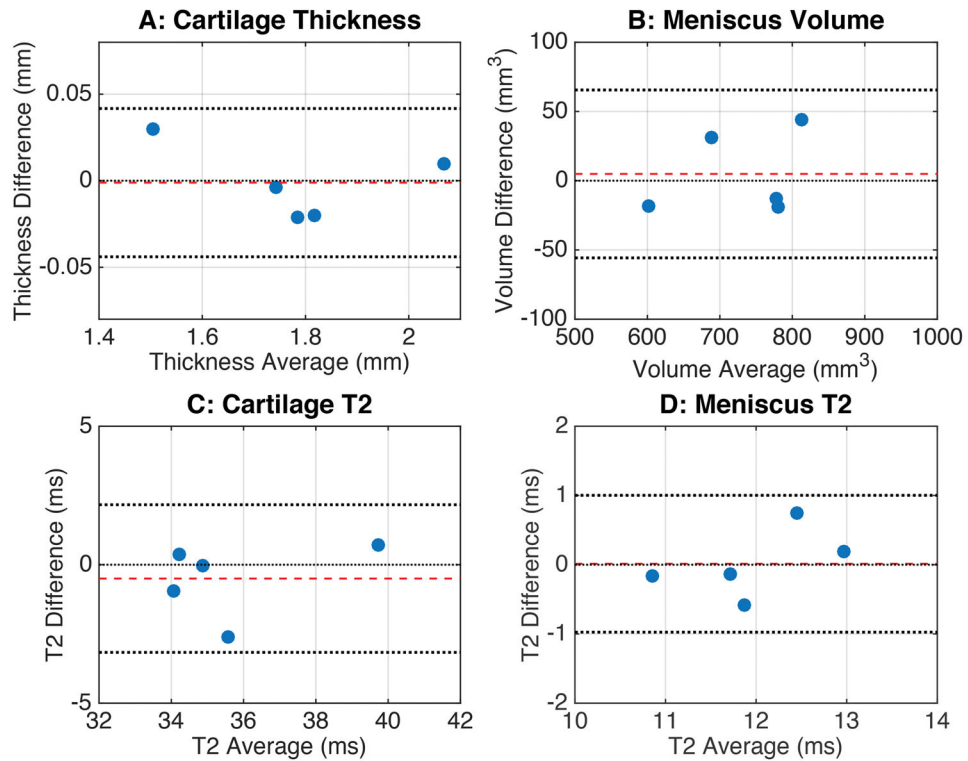 A: Cartilage Thickness
Thickness Difference (mm)
0.05
0
-0.05
1.4 1.6 1.8 2
Thickness Average (mm)
B: Meniscus Volume
Volume Difference (mm³)
100
50
0
-50
-100
500 600 700 800 900 1000
Volume Average (mm³)
C: Cartilage T2
T2 Difference (ms)
5
0
-5
32 34 36 38 40 42
T2 Average (ms)
D: Meniscus T2
T2 Difference (ms)
2
1
0
-1
-2
10 11 12 13 14
T2 Average (ms)